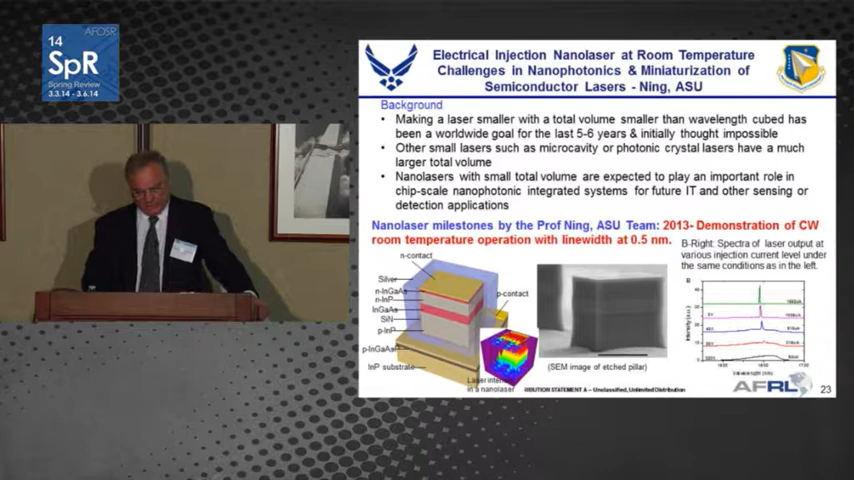 AFOSR
14
SpR
Spring Review
3.3.14 - 3.6.14
Electrical Injection Nanolaser at Room Temperature
Challenges in Nanophotonics & Miniaturization of
Semiconductor Lasers - Ning, ASU
Background
• Making a laser smaller with a total volume smaller than wavelength cubed has
been a worldwide goal for the last 5-6 years & initially thought impossible
• Other small lasers such as microcavity or photonic crystal lasers have a much
larger total volume
• Nanolasers with small total volume are expected to play an important role in
chip-scale nanophotonic integrated systems for future IT and other sensing or
detection applications
Nanolaser milestones by the Prof Ning, ASU Team: 2013- Demonstration of CW
room temperature operation with linewidth at 0.5 nm.
B-Right: Spectra of laser output at
various injection current level under
the same conditions as in the left.
n-contact
Silver
n-InGaAs
n-InP
InGaAs
SiN
p-InP
p-InGaAsP
InP substrate
p-contact
Laser
in a nanolaser
(SEM image of etched pillar)
Intensity
STATEMENT A – Unclassified, Unlimited Distribution
AFRL
23